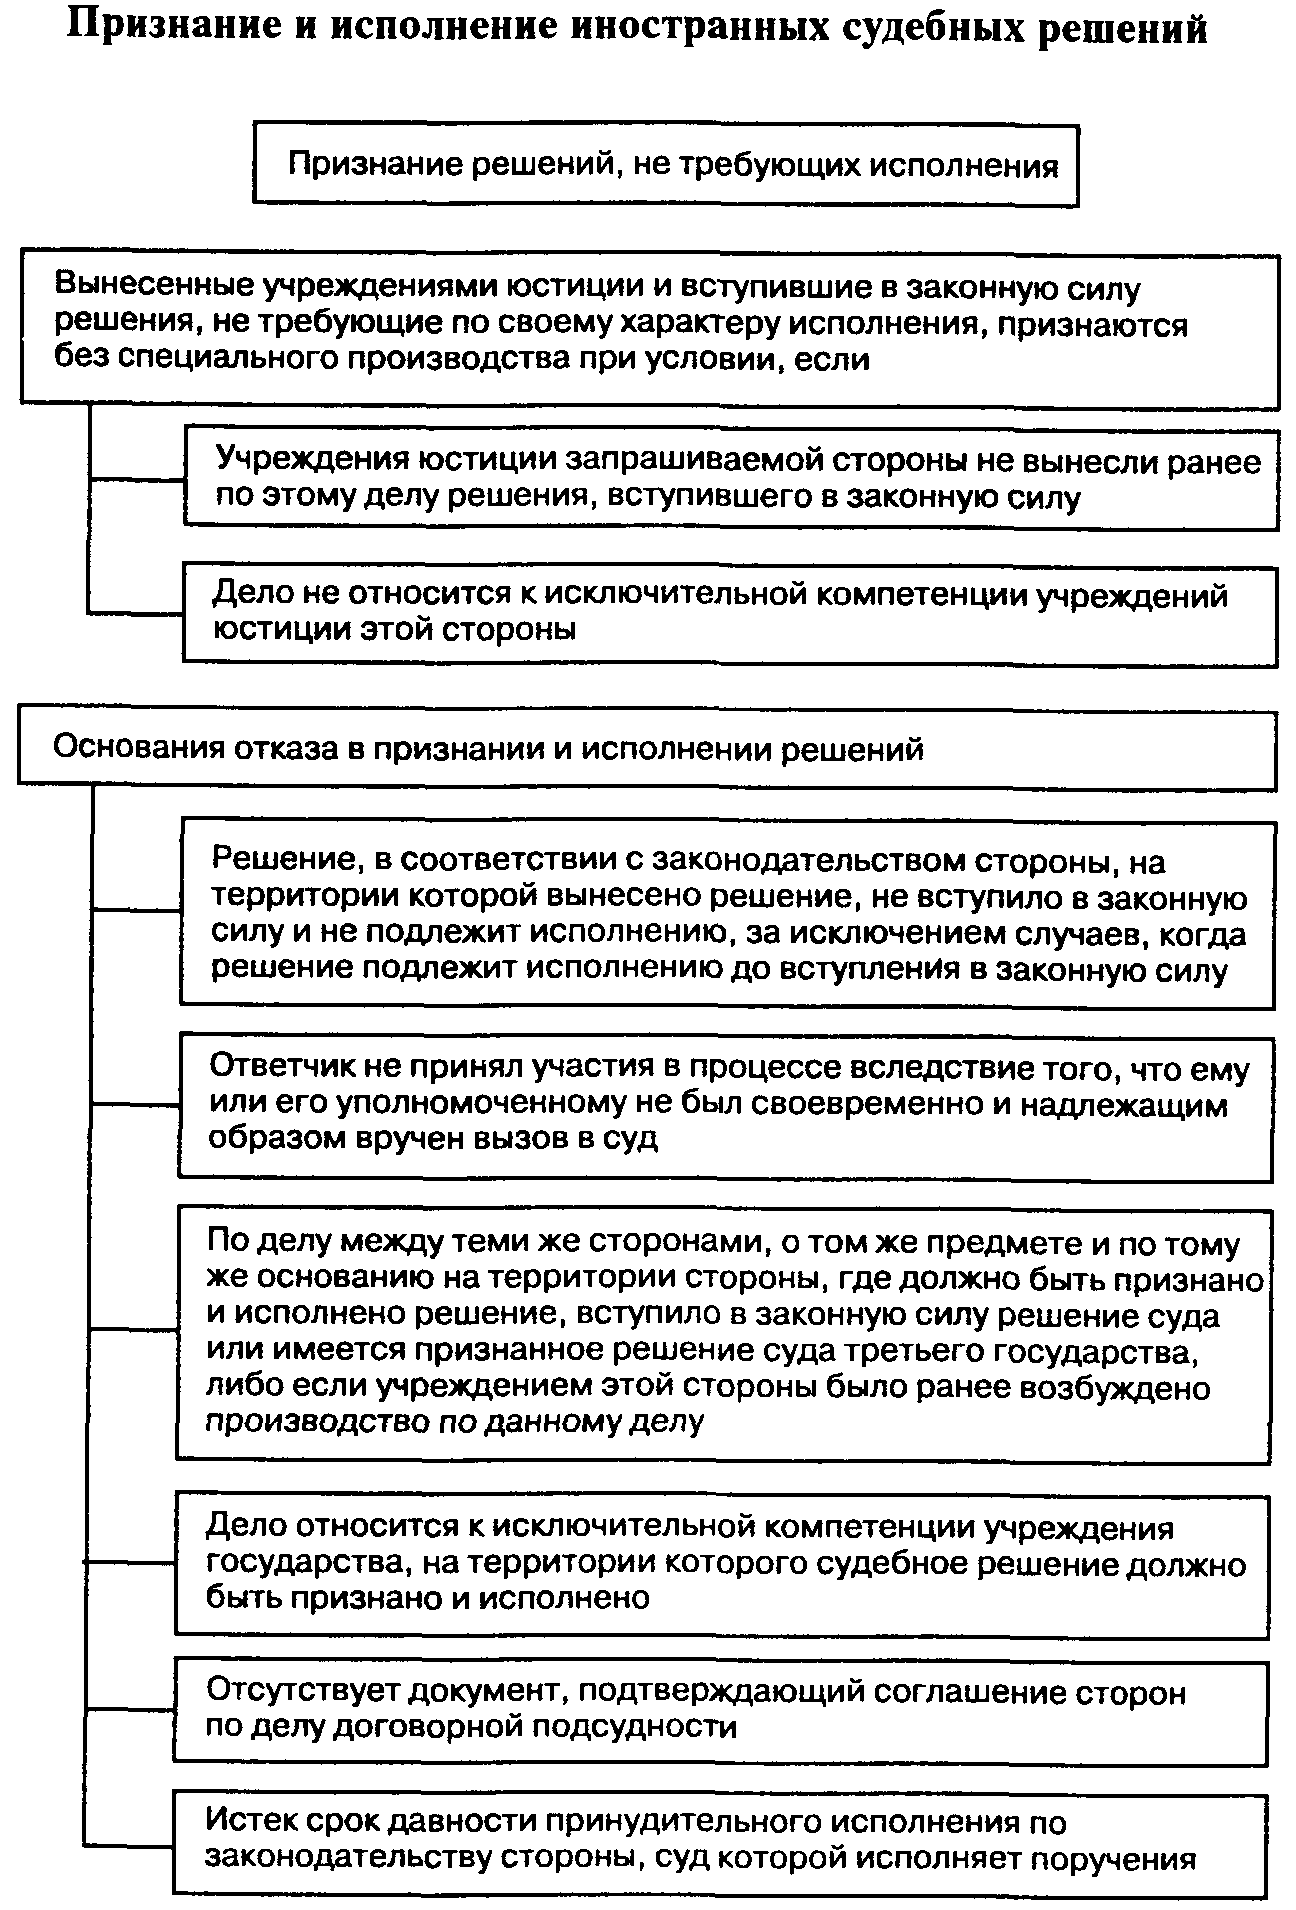 Признание и исполнение иностранных судебных решений
Признание решений, не требующих исполнения
Вынесенные учреждениями юстиции и вступившие в законную силу
решения, не требующие по своему характеру исполнения, признаются
без специального производства при условии, если
Учреждения юстиции запрашиваемой стороны не вынесли ранее
по этому делу решения, вступившего в законную силу
Дело не относится к исключительной компетенции учреждений
юстиции этой стороны
Основания отказа в признании и исполнении решений
Решение, в соответствии с законодательством стороны, на
территории которой вынесено решение, не вступило в законную
силу и не подлежит исполнению, за исключением случаев, когда
решение подлежит исполнению до вступления в законную силу
Ответчик не принял участия в процессе вследствие того, что ему
или его уполномоченному не был своевременно и надлежащим
образом вручен вызов в суд
По делу между теми же сторонами, о том же предмете и по тому
же основанию на территории стороны, где должно быть признано
и исполнено решение, вступило в законную силу решение суда
или имеется признанное решение суда третьего государства,
либо если учреждением этой стороны было ранее возбуждено
производство по данному делу
Дело относится к исключительной компетенции учреждения
государства, на территории которого судебное решение должно
быть признано и исполнено
Отсутствует документ, подтверждающий соглашение сторон
по делу договорной подсудности
Истек срок давности принудительного исполнения по
законодательству стороны, суд которой исполняет поручения